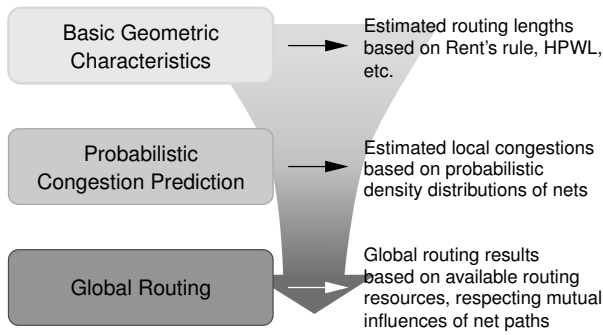 Basic Geometric
Characteristics
Estimated routing lengths
based on Rent's rule, HPWL,
etc.
Probabilistic
Congestion Prediction
Estimated local congestions
based on probabilistic
density distributions of nets
Global Routing
Global routing results
based on available routing
resources, respecting mutual
influences of net paths